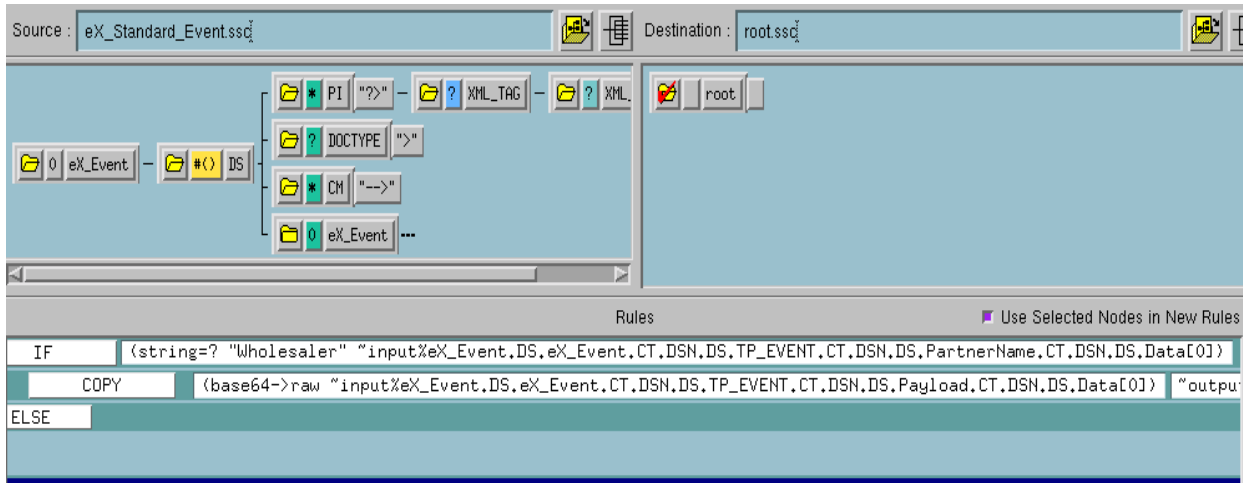 Source : eX_Standard_Event.ssc Destination : root.ssc
* PI "?>" ? XML_TAG ? XML_
root
? DOCTYPE ">"
0 eX_Event #() DS
* CM "-->"
0 eX_Event
Rules Use Selected Nodes in New Rules
IF (string=? "Wholesaler" ~input%eX_Event.DS.eX_Event.CT.DSN.DS.TP_EVENT.CT.DSN.DS.PartnerName.CT.DSN.DS.Data[0])
COPY (base64->raw ~input%eX_Event.DS.eX_Event.CT.DSN.DS.TP_EVENT.CT.DSN.DS.Payload.CT.DSN.DS.Data[0]) ~outpu
ELSE